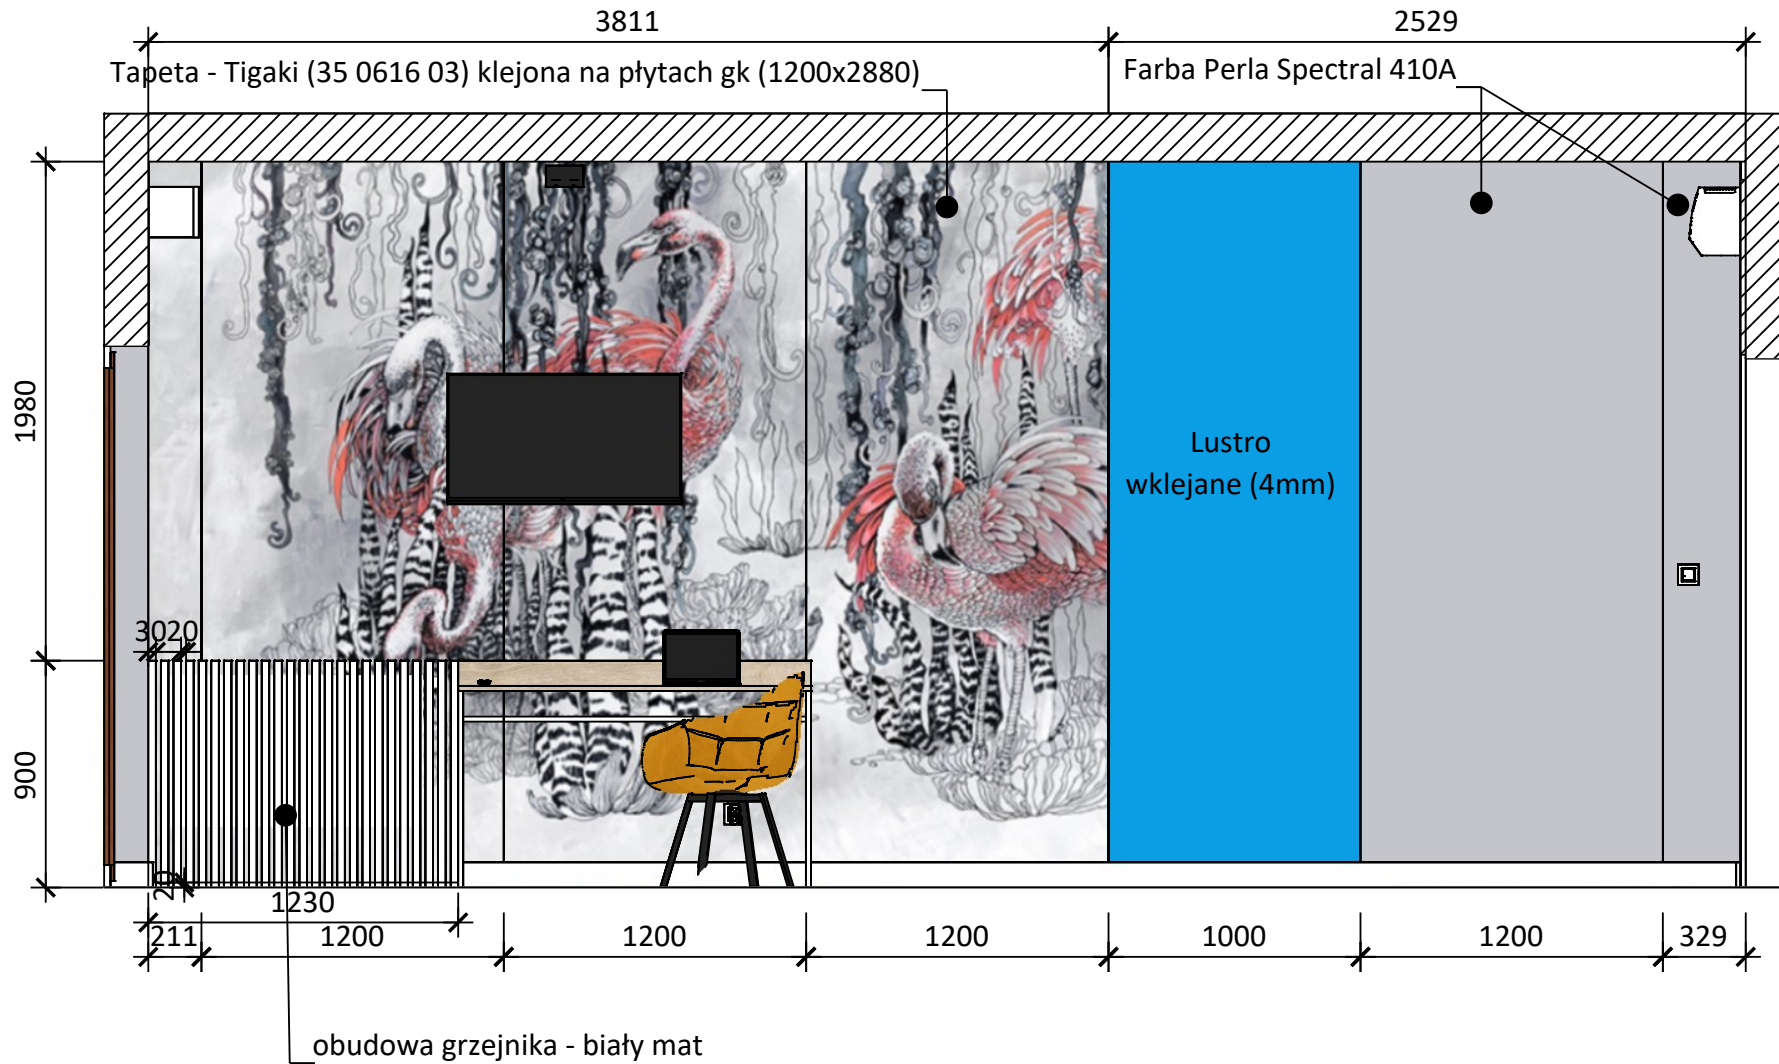 3811
2529
Tapeta - Tigaki (35 0616 03) klejona na płytach gk (1200x2880)
Farba Perla Spectral 410A
1980
Lustro
wklejane (4mm)
3020
900
20
1230
211
1200
1200
1200
1000
1200
329
obudowa grzejnika - biały mat